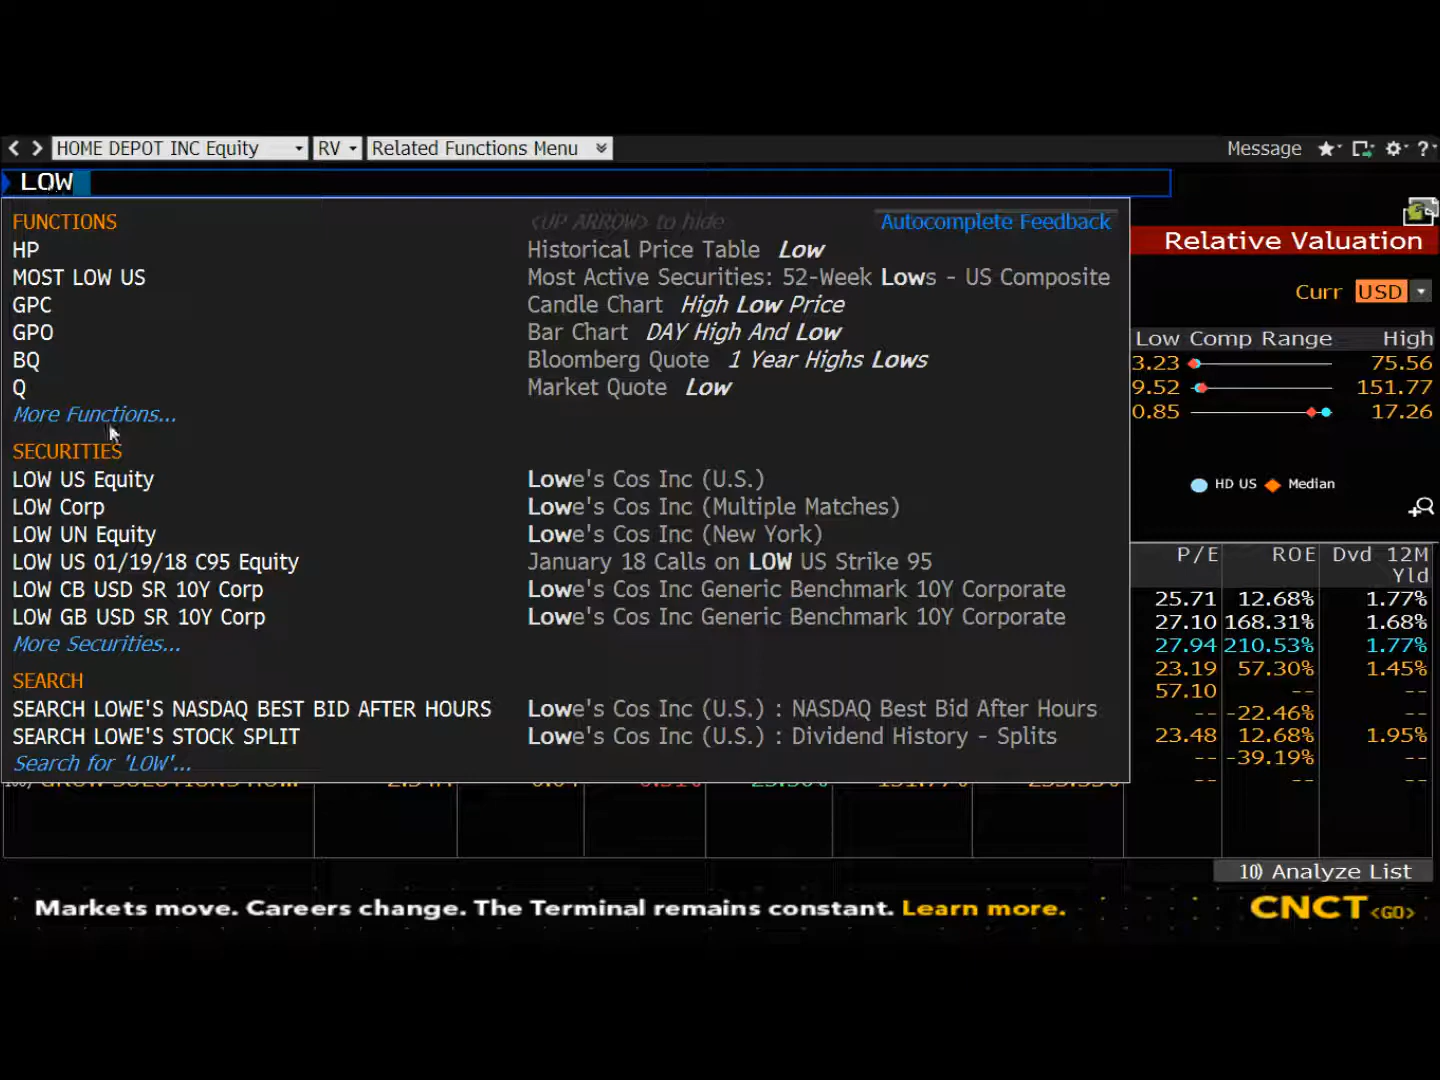 HOME DEPOT INC Equity RV Related Functions Menu Message ?
LOW
FUNCTIONS <UP ARROW> to hide Autocomplete Feedback
HP Historical Price Table Low
MOST LOW US Most Active Securities: 52-Week Lows - US Composite
GPC Candle Chart High Low Price
GPO Bar Chart DAY High And Low
BQ Bloomberg Quote 1 Year Highs Lows
Q Market Quote Low
More Functions...
SECURITIES
LOW US Equity Lowe's Cos Inc (U.S.)
LOW Corp Lowe's Cos Inc (Multiple Matches)
LOW UN Equity Lowe's Cos Inc (New York)
LOW US 01/19/18 C95 Equity January 18 Calls on LOW US Strike 95
LOW CB USD SR 10Y Corp Lowe's Cos Inc Generic Benchmark 10Y Corporate
LOW GB USD SR 10Y Corp Lowe's Cos Inc Generic Benchmark 10Y Corporate
More Securities...
SEARCH
SEARCH LOWE'S NASDAQ BEST BID AFTER HOURS Lowe's Cos Inc (U.S.) : NASDAQ Best Bid After Hours
SEARCH LOWE'S STOCK SPLIT Lowe's Cos Inc (U.S.) : Dividend History - Splits
Search for 'LOW'...
Relative Valuation
Curr USD
Low Comp Range High
3.23 75.56
9.52 151.77
0.85 17.26
HD US Median
P/E ROE Dvd 12M
Yld
25.71 12.68% 1.77%
27.10 168.31% 1.68%
27.94 210.53% 1.77%
23.19 57.30% 1.45%
57.10 -- --
-- -22.46% --
23.48 12.68% 1.95%
-- -39.19% --
-- -- --
10) Analyze List
Markets move. Careers change. The Terminal remains constant. Learn more. CNCT <GO>